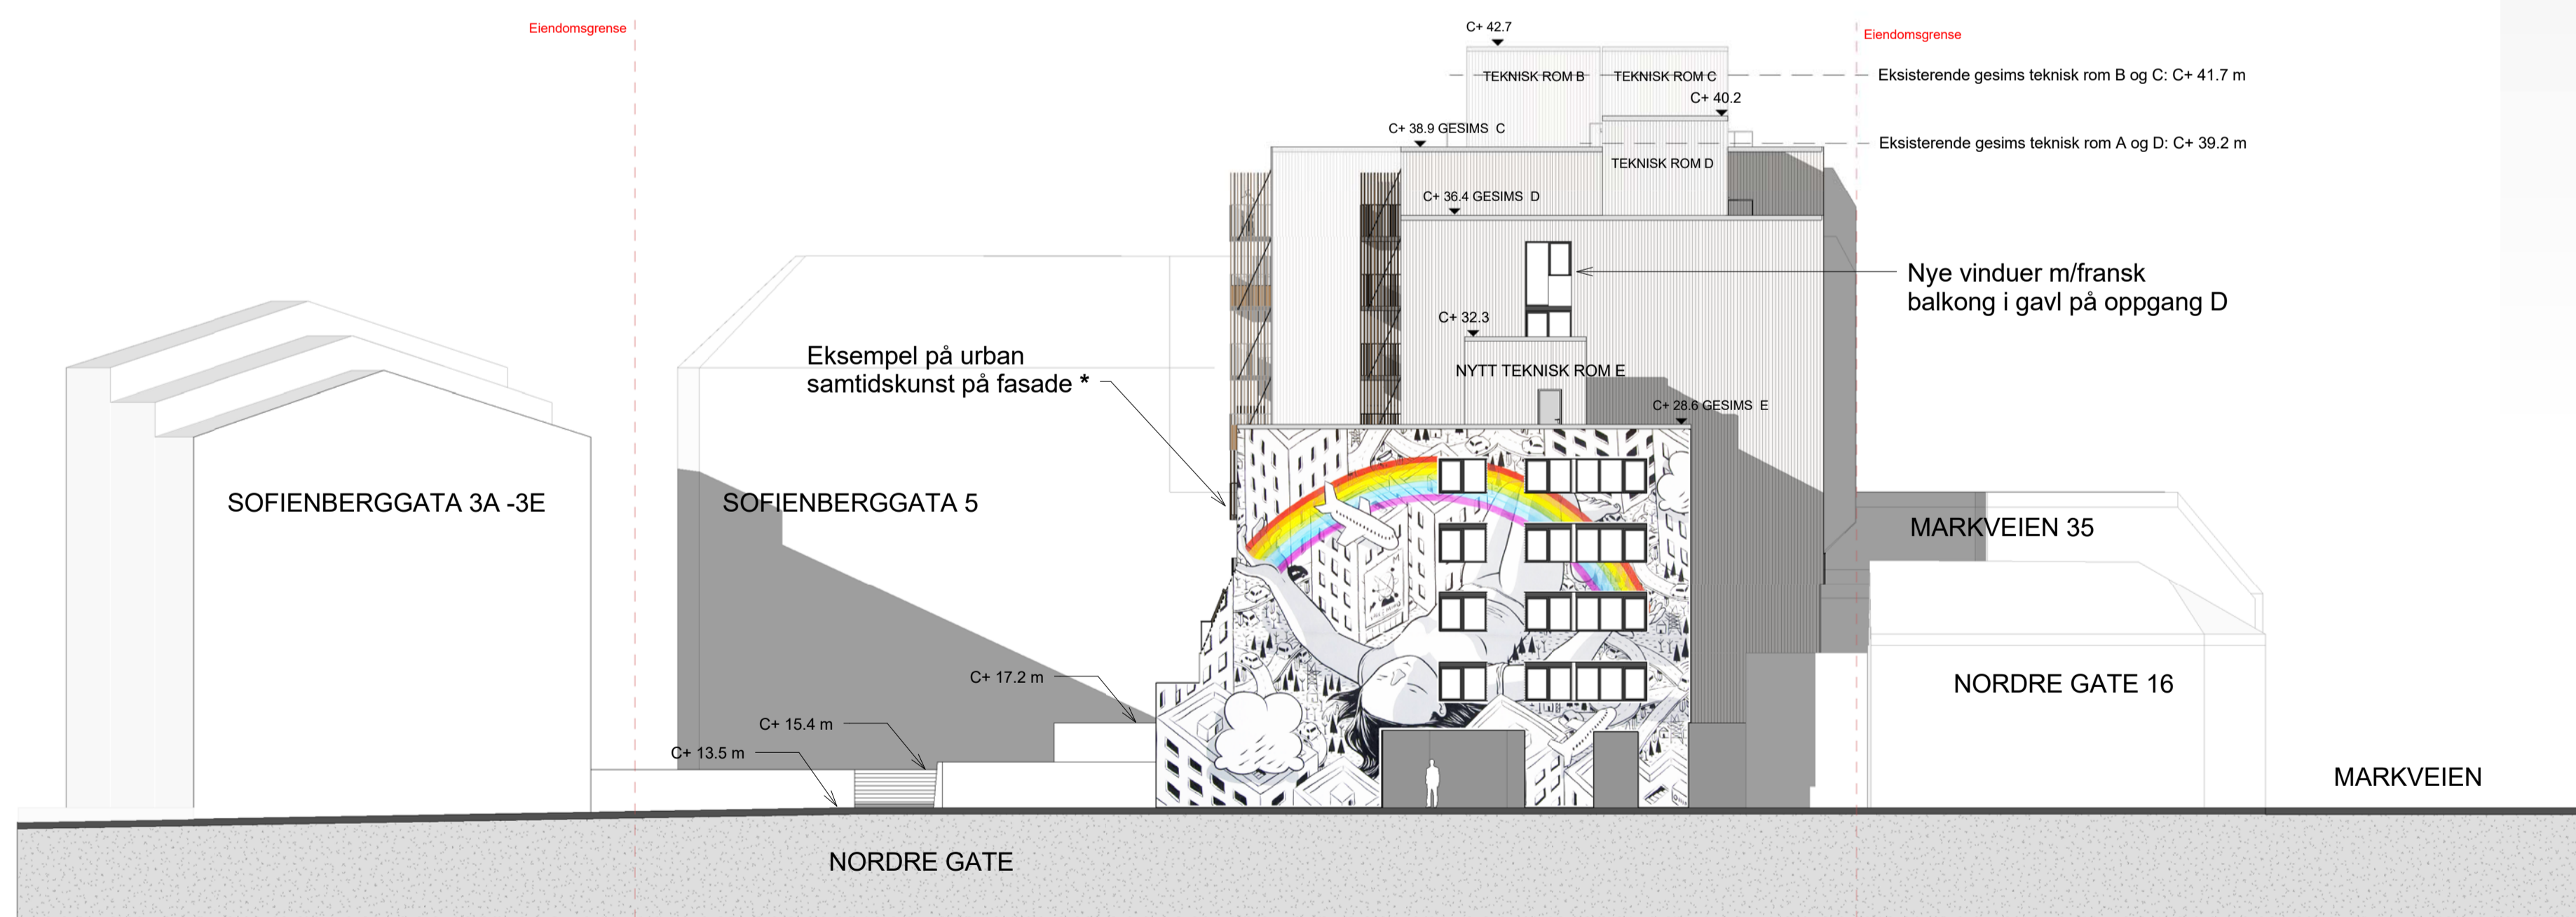 Eiendomsgrense
C+ 42.7
Eiendomsgrense
TEKNISK ROM B
TEKNISK ROM C
Eksisterende gesims teknisk rom B og C: C+ 41.7 m
C+ 40.2
C+ 38.9 GESIMS C
Eksisterende gesims teknisk rom A og D: C+ 39.2 m
TEKNISK ROM D
C+ 36.4 GESIMS D
Nye vinduer m/fransk
balkong i gavl på oppgang D
C+ 32.3
Eksempel på urban
samtidskunst på fasade *
NYTT TEKNISK ROM E
C+ 28.6 GESIMS E
SOFIENBERGGATA 3A -3E
SOFIENBERGGATA 5
MARKVEIEN 35
C+ 17.2 m
NORDRE GATE 16
C+ 15.4 m
C+ 13.5 m
MARKVEIEN
NORDRE GATE